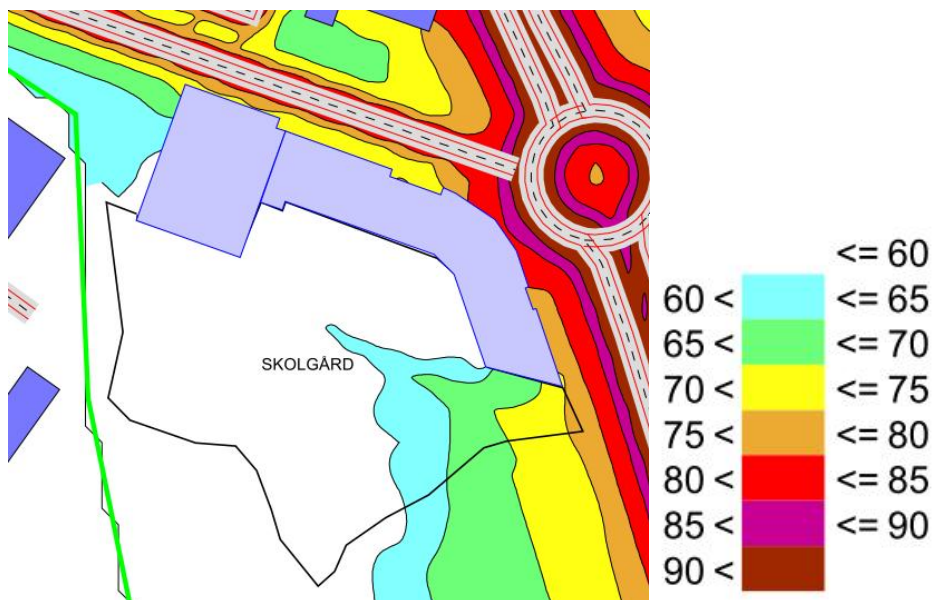 SKOLGÅRD
<= 60
60 < <= 65
65 < <= 70
70 < <= 75
75 < <= 80
80 < <= 85
85 < <= 90
90 <